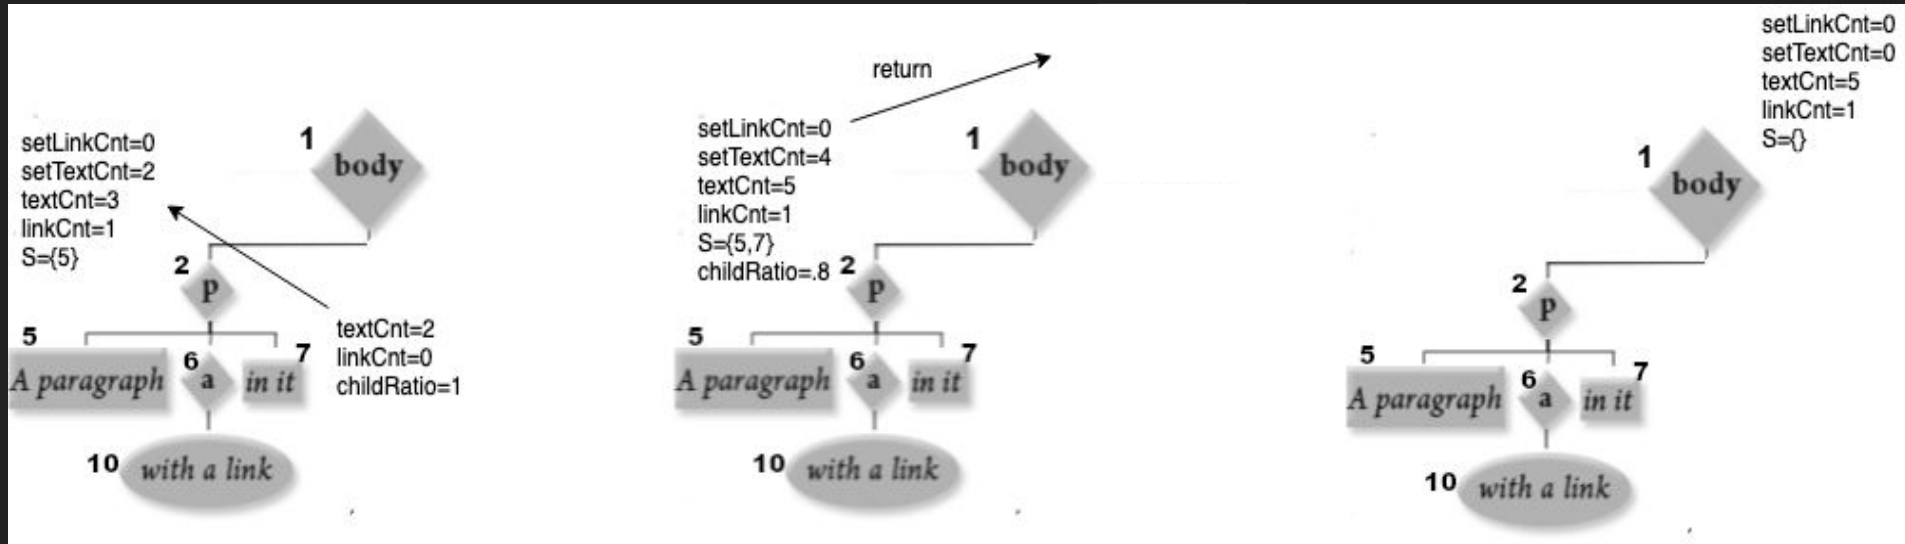 setLinkCnt=0
setTextCnt=2
textCnt=3
linkCnt=1
S={5}
1
body
2
p
5
A paragraph
6
a
7
in it
textCnt=2
linkCnt=0
childRatio=1
10
with a link
return
setLinkCnt=0
setTextCnt=4
textCnt=5
linkCnt=1
S={5,7}
childRatio=.8
1
body
2
p
5
A paragraph
6
a
7
in it
10
with a link
setLinkCnt=0
setTextCnt=0
textCnt=5
linkCnt=1
S={}
1
body
2
p
5
A paragraph
6
a
7
in it
10
with a link